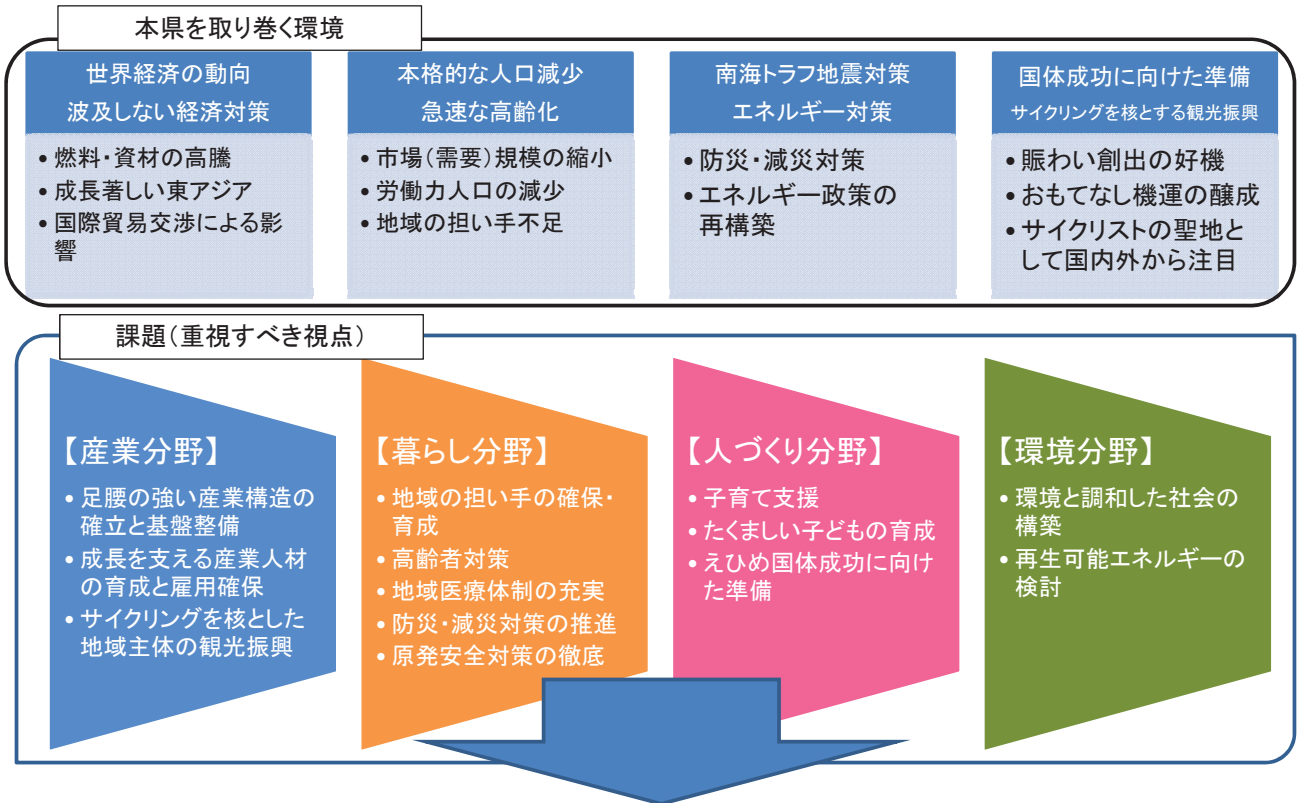 本県を取り巻く環境
世界経済の動向
波及しない経済対策
• 燃料・資材の高騰
• 成長著しい東アジア
• 国際貿易交渉による影
響
本格的な人口減少
急速な高齢化
• 市場(需要)規模の縮小
• 労働力人口の減少
• 地域の担い手不足
南海トラフ地震対策
エネルギー対策
• 防災・減災対策
• エネルギー政策の
再構築
国体成功に向けた準備
サイクリングを核とする観光振興
• 賑わい創出の好機
• おもてなし機運の醸成
• サイクリストの聖地と
して国内外から注目
課題(重視すべき視点)
【産業分野】
• 足腰の強い産業構造の
確立と基盤整備
• 成長を支える産業人材
の育成と雇用確保
• サイクリングを核とした
地域主体の観光振興
【暮らし分野】
• 地域の担い手の確保・
育成
• 高齢者対策
• 地域医療体制の充実
• 防災・減災対策の推進
• 原発安全対策の徹底
【人づくり分野】
• 子育て支援
• たくましい子どもの育成
• えひめ国体成功に向け
た準備
【環境分野】
• 環境と調和した社会の
構築
• 再生可能エネルギーの
検討